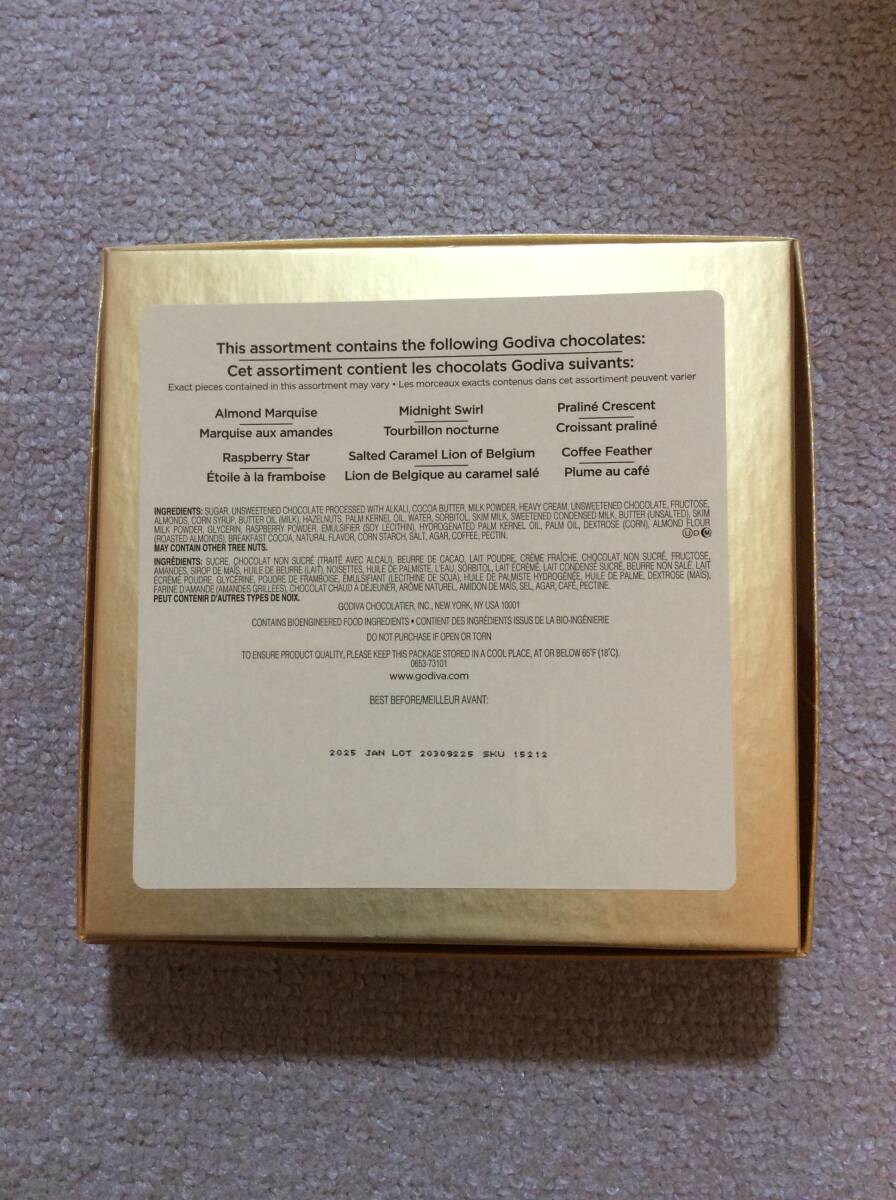 This assortment contains the following Godiva chocolates:
Cet assortiment contient les chocolats Godiva suivants:
Exact pieces contained in this assortment may vary • Les morceaux exacts contenus dans cet assortiment peuvent varier
Almond Marquise
Marquise aux amandes
Midnight Swirl
Tourbillon nocturne
Praliné Crescent
Croissant praliné
Raspberry Star
Étoile à la framboise
Salted Caramel Lion of Belgium
Lion de Belgique au caramel salé
Coffee Feather
Plume au café
INGREDIENTS: SUGAR, UNSWEETENED CHOCOLATE PROCESSED WITH ALKALI, COCOA BUTTER, MILK POWDER, HEAVY CREAM, UNSWEETENED CHOCOLATE, FRUCTOSE,
ALMONDS, CORN SYRUP, BUTTER OIL (MILK), HAZELNUTS, PALM KERNEL OIL, WATER, SORBITOL, SKIM MILK, SWEETENED CONDENSED MILK, BUTTER (UNSALTED), SKIM
MILK POWDER, GLYCERIN, RASPBERRY POWDER, EMULSIFIER (SOY LECITHIN), HYDROGENATED PALM KERNEL OIL, PALM OIL, DEXTROSE (CORN), ALMOND FLOUR
(ROASTED ALMONDS), BREAKFAST COCOA, NATURAL FLAVOR, CORN STARCH, SALT, AGAR, COFFEE, PECTIN.
U D M
MAY CONTAIN OTHER TREE NUTS.
INGRÉDIENTS: SUCRE, CHOCOLAT NON SUCRÉ (TRAITÉ AVEC ALCALI), BEURRE DE CACAO, LAIT POUDRE, CRÈME FRAÎCHE, CHOCOLAT NON SUCRÉ, FRUCTOSE,
AMANDES, SIROP DE MAÏS, HUILE DE BEURRE (LAIT), NOISETTES, HUILE DE PALMISTE, L'EAU, SORBITOL, LAIT ÉCRÉMÉ, LAIT CONDENSE SUCRÉ, BEURRE NON SALÉ, LAIT
ÉCRÉMÉ POUDRE, GLYCÉRINE, POUDRE DE FRAMBOISE, ÉMULSIFIANT (LECITHINE DE SOJA), HUILE DE PALMISTE HYDROGÉNÉE, HUILE DE PALME, DEXTROSE (MAÏS),
FARINE D'AMANDE (AMANDES GRILLEES), CHOCOLAT CHAUD A DÉJEUNER, ARÔME NATUREL, AMIDON DE MAÏS, SEL, AGAR, CAFÉ, PECTINE.
PEUT CONTENIR D'AUTRES TYPES DE NOIX.
GODIVA CHOCOLATIER, INC., NEW YORK, NY USA 10001
CONTAINS BIOENGINEERED FOOD INGREDIENTS • CONTIENT DES INGRÉDIENTS ISSUS DE LA BIO-INGÉNIERIE
DO NOT PURCHASE IF OPEN OR TORN
TO ENSURE PRODUCT QUALITY, PLEASE KEEP THIS PACKAGE STORED IN A COOL PLACE, AT OR BELOW 65°F (18°C).
0653-73101
www.godiva.com
BEST BEFORE/MEILLEUR AVANT:
2025 JAN LOT 20309225 SKU 15212